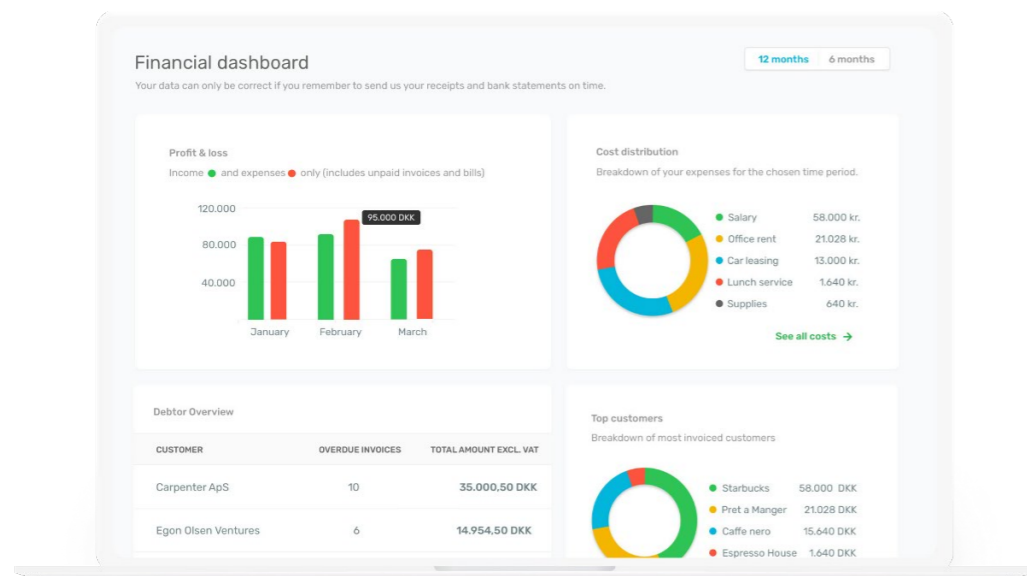 Financial dashboard
12 months 6 months
Your data can only be correct if you remember to send us your receipts and bank statements on time.
Profit & loss
Income and expenses only (includes unpaid invoices and bills)
120.000
95.000 DKK
80.000
40.000
January February March
Cost distribution
Breakdown of your expenses for the chosen time period.
Salary 58.000 kr.
Office rent 21.028 kr.
Car leasing 13.000 kr.
Lunch service 1.640 kr.
Supplies 640 kr.
See all costs →
Debtor Overview
CUSTOMER OVERDUE INVOICES TOTAL AMOUNT EXCL. VAT
Carpenter ApS 10 35.000,50 DKK
Egon Olsen Ventures 6 14.954,50 DKK
Top customers
Breakdown of most invoiced customers
Starbucks 58.000 DKK
Pret a Manger 21.028 DKK
Caffe nero 15.640 DKK
Espresso House 1.640 DKK